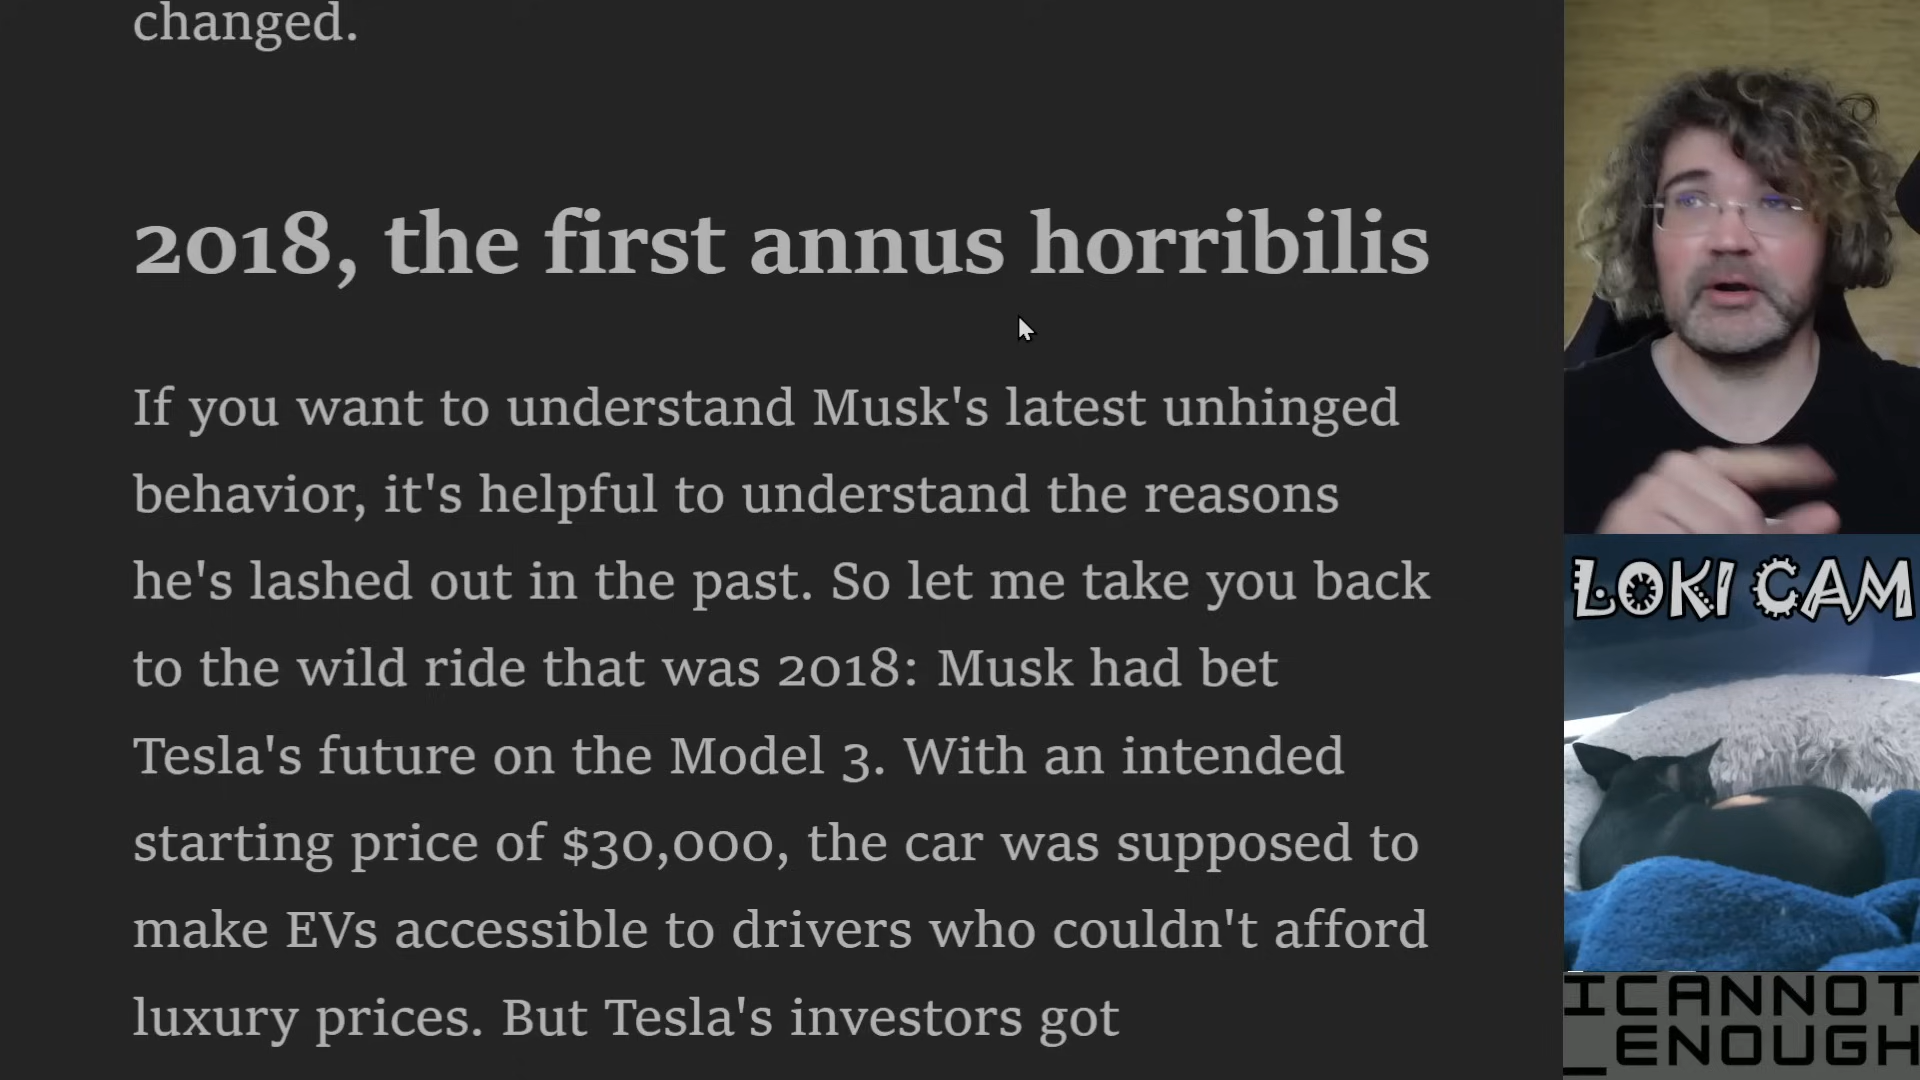 changed.
2018, the first annus horribilis
If you want to understand Musk's latest unhinged
behavior, it's helpful to understand the reasons
he's lashed out in the past. So let me take you back
to the wild ride that was 2018: Musk had bet
Tesla's future on the Model 3. With an intended
starting price of $30,000, the car was supposed to
make EVs accessible to drivers who couldn't afford
luxury prices. But Tesla's investors got
LOKI CAM
ICANNOT
_ENOUGH